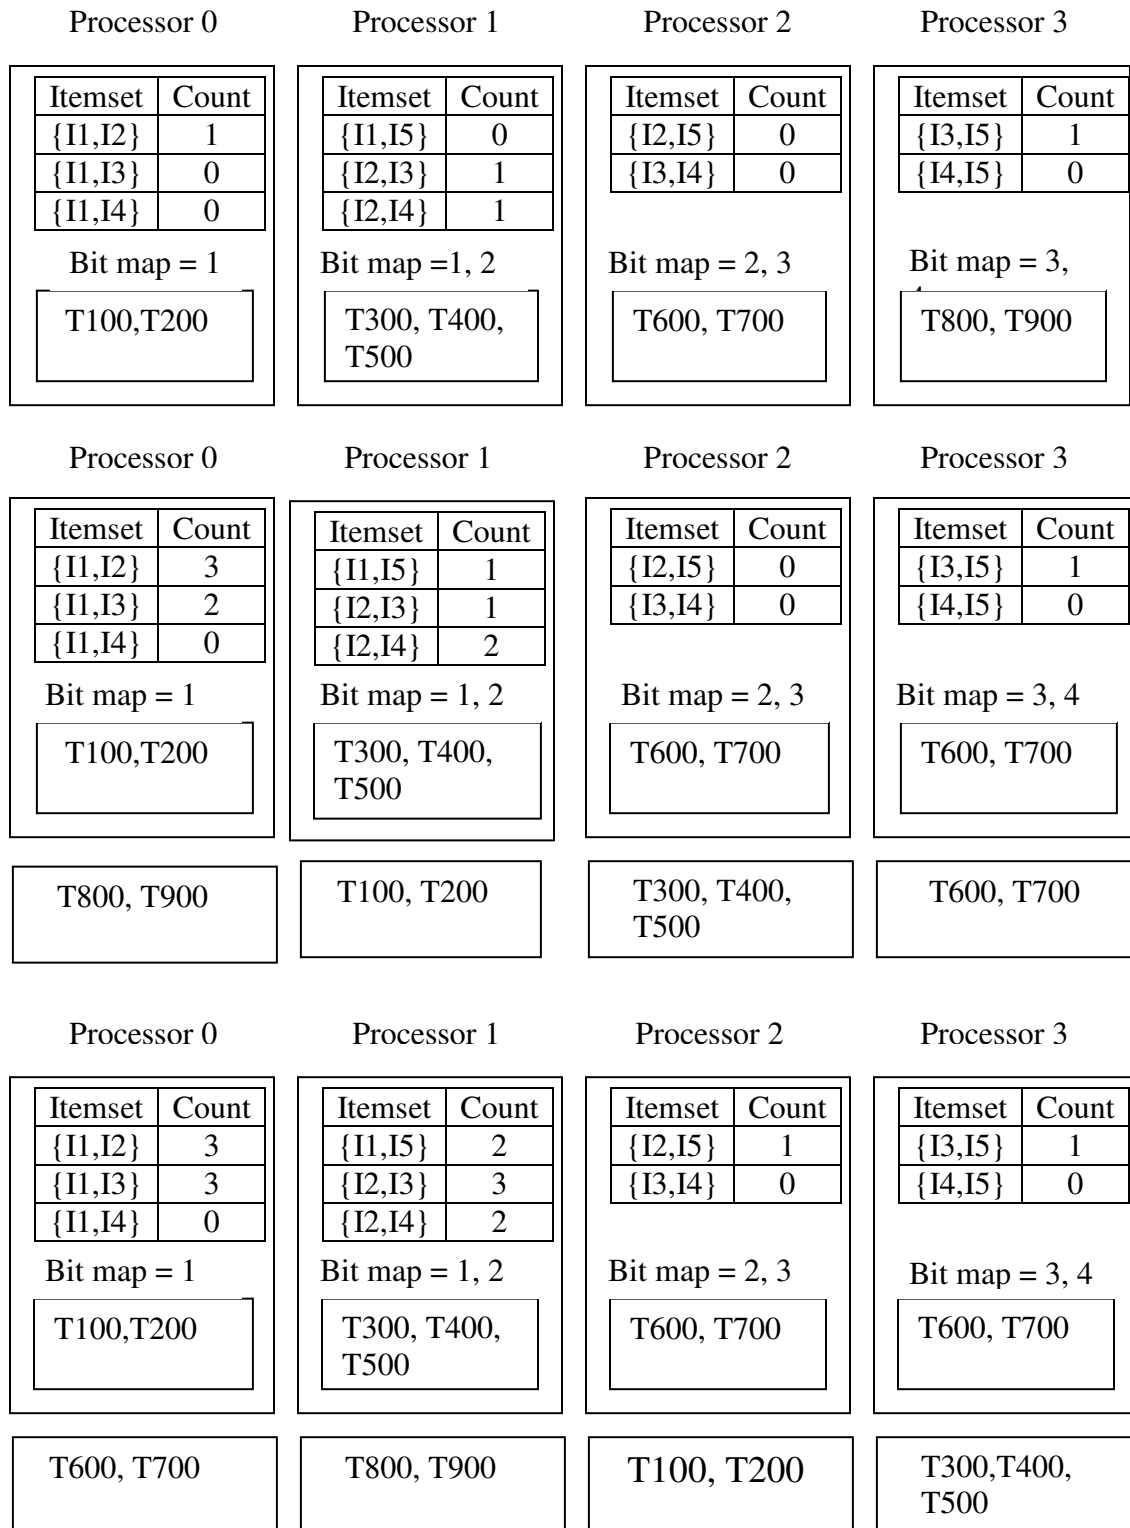 Processor 0 Processor 1 Processor 2 Processor 3
Itemset Count Itemset Count Itemset Count Itemset Count
{I1,I2} 1 {I1,I5} 0 {I2,I5} 0 {I3,I5} 1
{I1,I3} 0 {I2,I3} 1 {I3,I4} 0 {I4,I5} 0
{I1,I4} 0 {I2,I4} 1
Bit map = 1 Bit map =1, 2 Bit map = 2, 3 Bit map = 3,
T100,T200 T300, T400, T600, T700 T800, T900
T500
Processor 0 Processor 1 Processor 2 Processor 3
Itemset Count Itemset Count Itemset Count Itemset Count
{I1,I2} 3 {I1,I5} 1 {I2,I5} 0 {I3,I5} 1
{I1,I3} 2 {I2,I3} 1 {I3,I4} 0 {I4,I5} 0
{I1,I4} 0 {I2,I4} 2
Bit map = 1 Bit map = 1, 2 Bit map = 2, 3 Bit map = 3, 4
T100,T200 T300, T400, T600, T700 T600, T700
T500
T800, T900 T100, T200 T300, T400, T600, T700
T500
Processor 0 Processor 1 Processor 2 Processor 3
Itemset Count Itemset Count Itemset Count Itemset Count
{I1,I2} 3 {I1,I5} 2 {I2,I5} 1 {I3,I5} 1
{I1,I3} 3 {I2,I3} 3 {I3,I4} 0 {I4,I5} 0
{I1,I4} 0 {I2,I4} 2
Bit map = 1 Bit map = 1, 2 Bit map = 2, 3 Bit map = 3, 4
T100,T200 T300, T400, T600, T700 T600, T700
T500
T600, T700 T800, T900 T100, T200 T300,T400,
T500